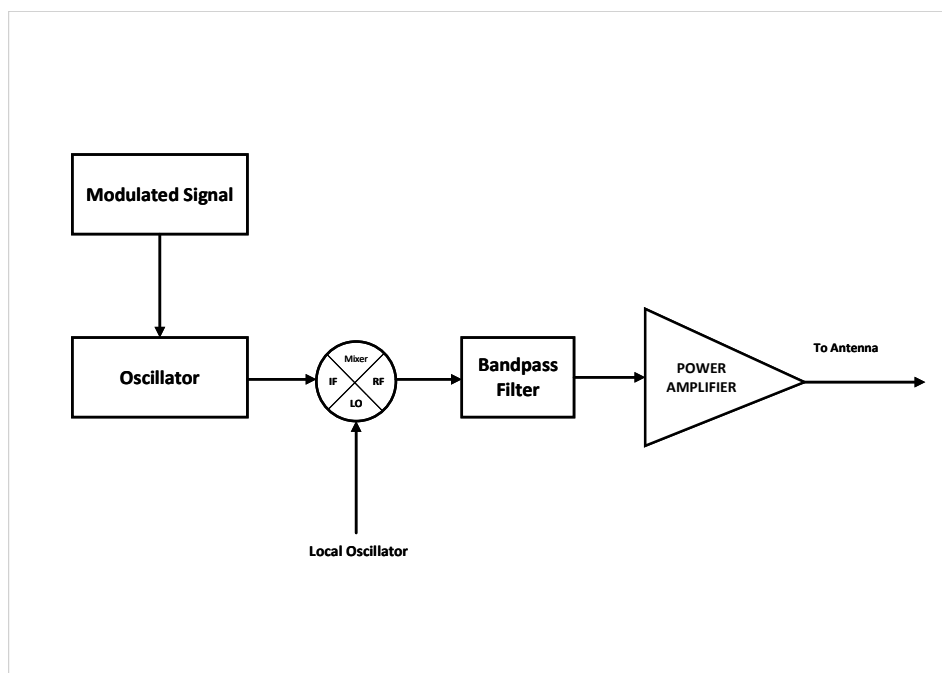 Modulated Signal
Oscillator
Mixer
IF
RF
LO
Local Oscillator
Bandpass
Filter
POWER
AMPLIFIER
To Antenna